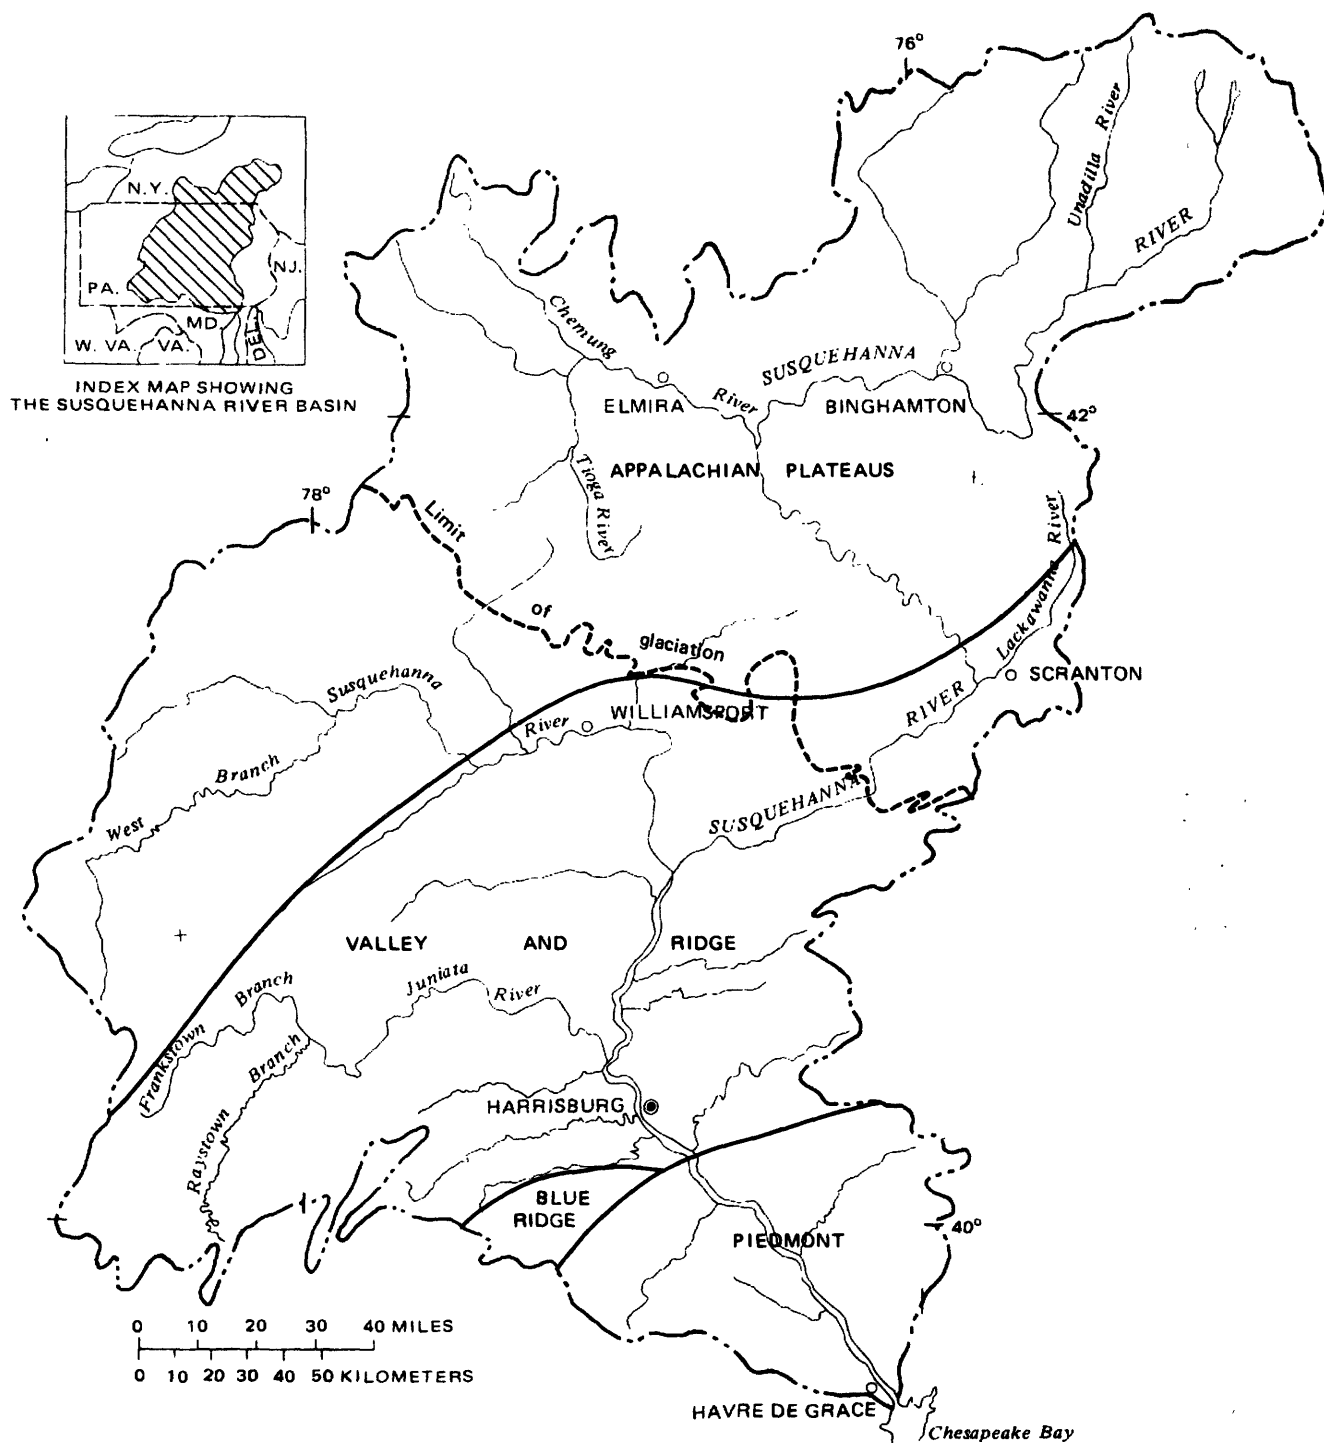 76°
Unadilla River
RIVER
N.Y.
PA.
NJ.
MD.
W. VA.
VA.
DEL.
INDEX MAP SHOWING
THE SUSQUEHANNA RIVER BASIN
Chemung
River
SUSQUEHANNA
ELMIRA
BINGHAMTON
42°
APPALACHIAN PLATEAUS
Tioga River
78°
Limit
of
glaciation
Lackawanna River
SCRANTON
Susquehanna
RIVER
WILLIAMSPORT
River
Branch
West
SUSQUEHANNA
VALLEY AND RIDGE
Juniata
River
Frankstown
Branch
Raystown
Branch
HARRISBURG
BLUE
RIDGE
PIEDMONT
40°
0 10 20 30 40 MILES
0 10 20 30 40 50 KILOMETERS
HAVRE DE GRACE
Chesapeake Bay